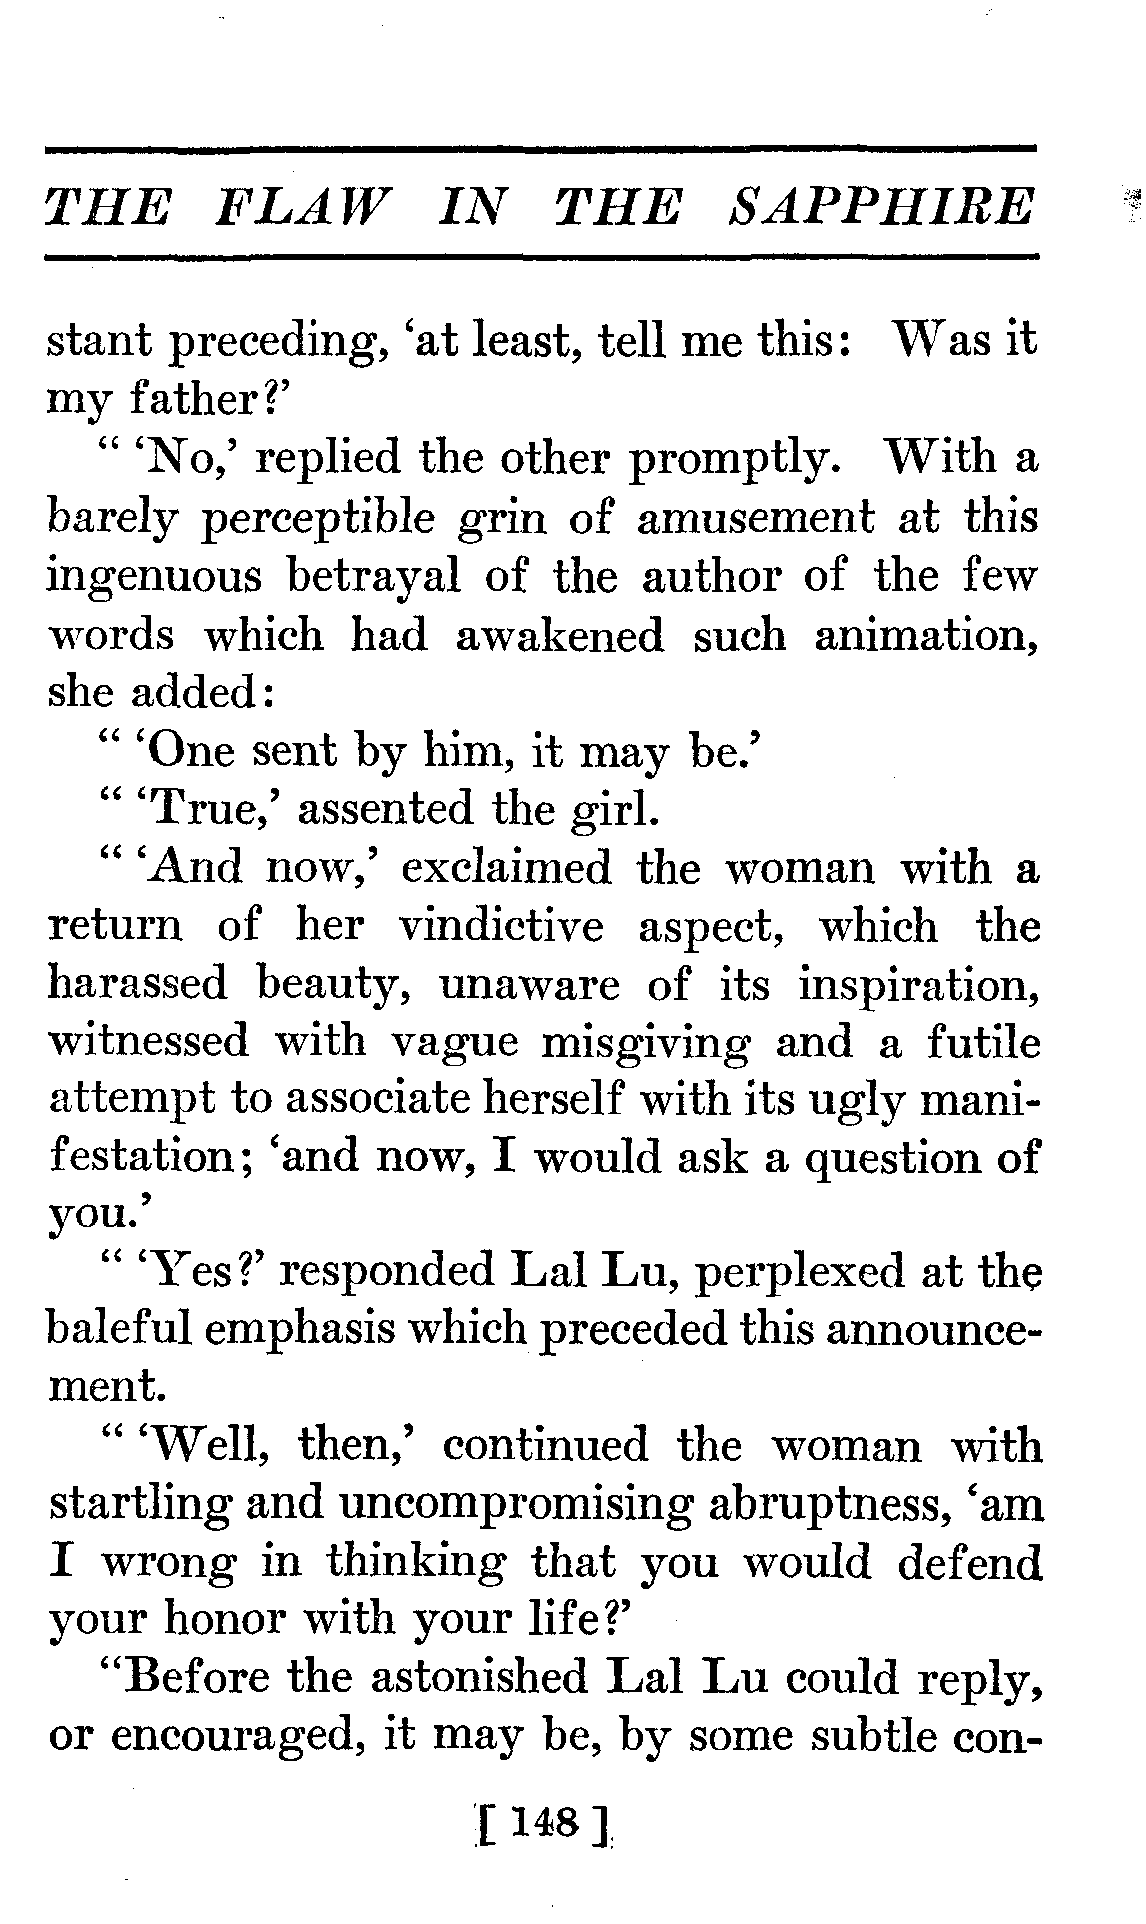 THE FLAW IN THE SAPPHIRE
stant preceding, ‘at least, tell me this: Was it
my father?’
“ ‘No,’ replied the other promptly. With a
barely perceptible grin of amusement at this
ingenuous betrayal of the author of the few
words which had awakened such animation,
she added:
“ ‘One sent by him, it may be.’
“ ‘True,’ assented the girl.
“ ‘And now,’ exclaimed the woman with a
return of her vindictive aspect, which the
harassed beauty, unaware of its inspiration,
witnessed with vague misgiving and a futile
attempt to associate herself with its ugly mani-
festation; ‘and now, I would ask a question of
you.’
“ ‘Yes?’ responded Lal Lu, perplexed at the
baleful emphasis which preceded this announce-
ment.
“ ‘Well, then,’ continued the woman with
startling and uncompromising abruptness, ‘am
I wrong in thinking that you would defend
your honor with your life?’
“Before the astonished Lal Lu could reply,
or encouraged, it may be, by some subtle con-
[ 148 ]